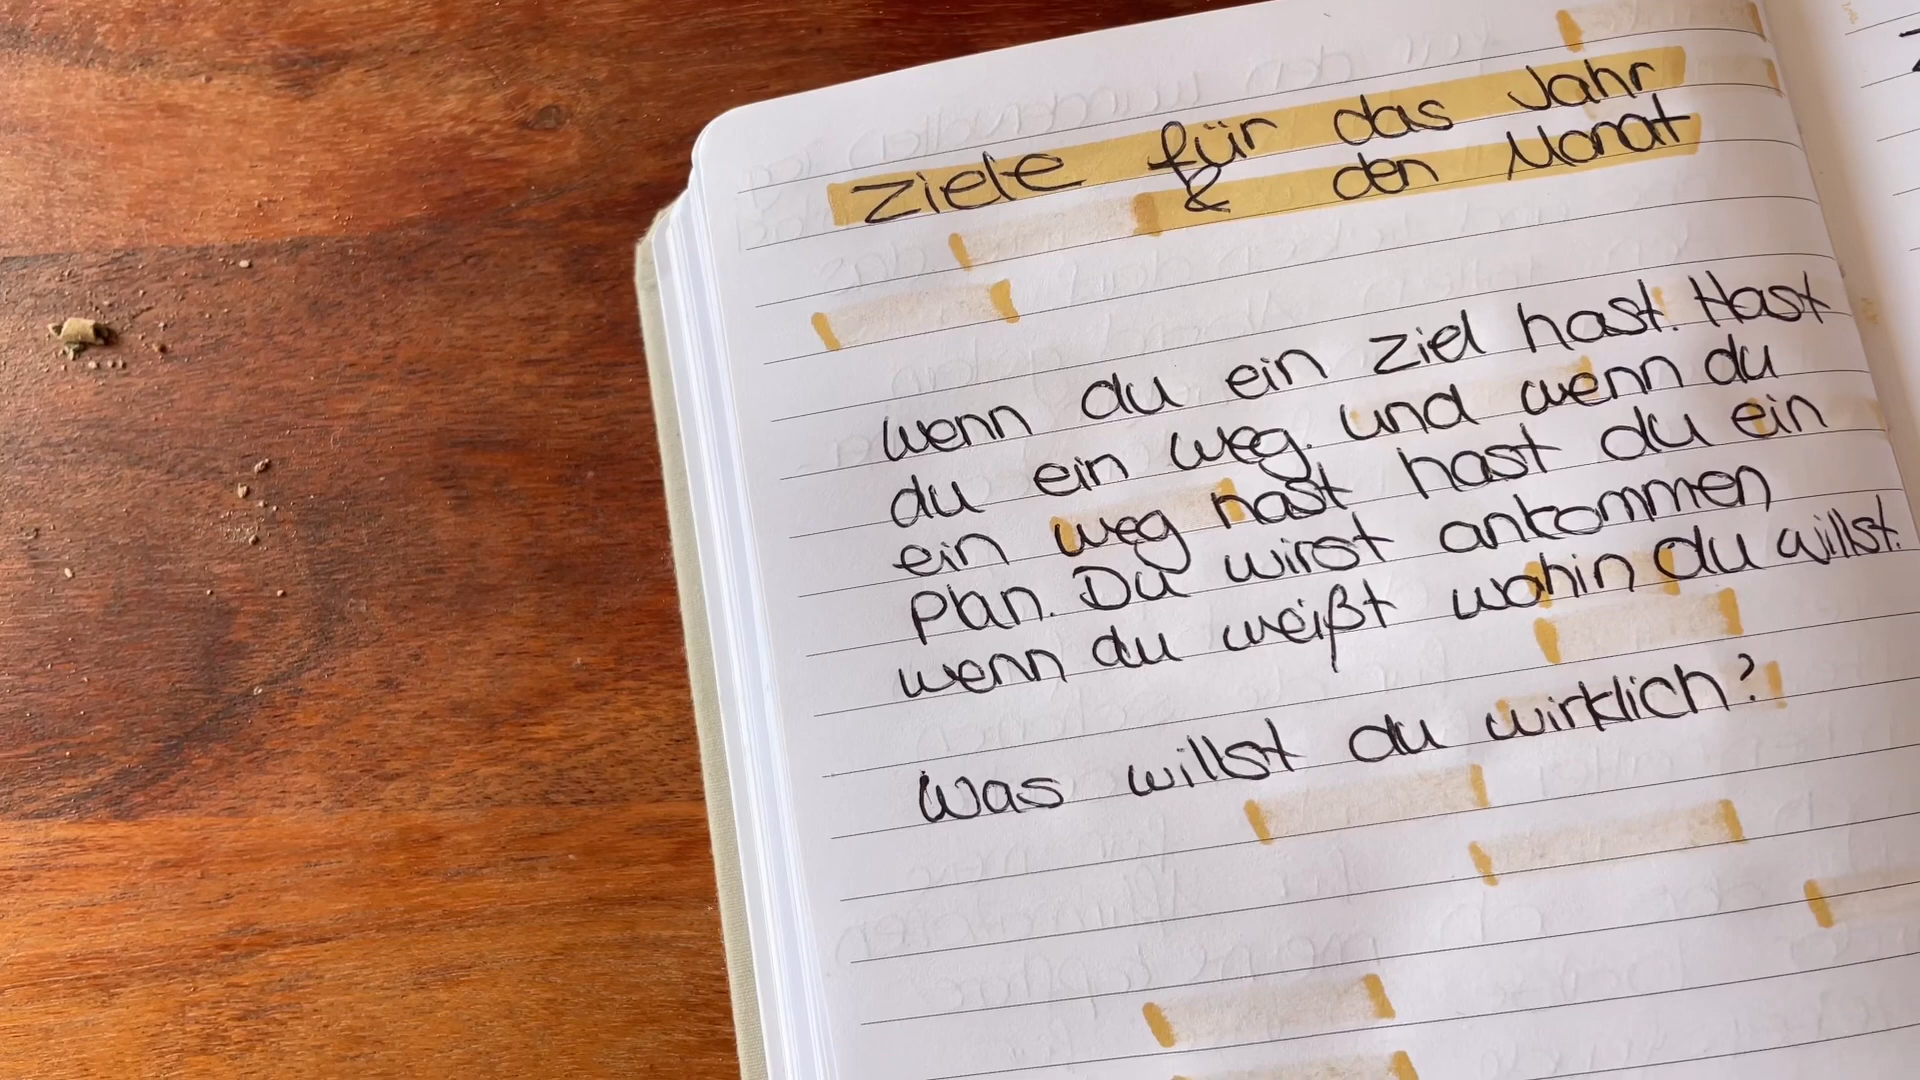 Ziele für das Jahr
& den Monat
wenn du ein Ziel hast. Hast
du ein weg. und wenn du
ein weg hast hast du ein
Plan. Du wirst ankommen
wenn du weißt wohin du willst.
Was willst du wirklich?